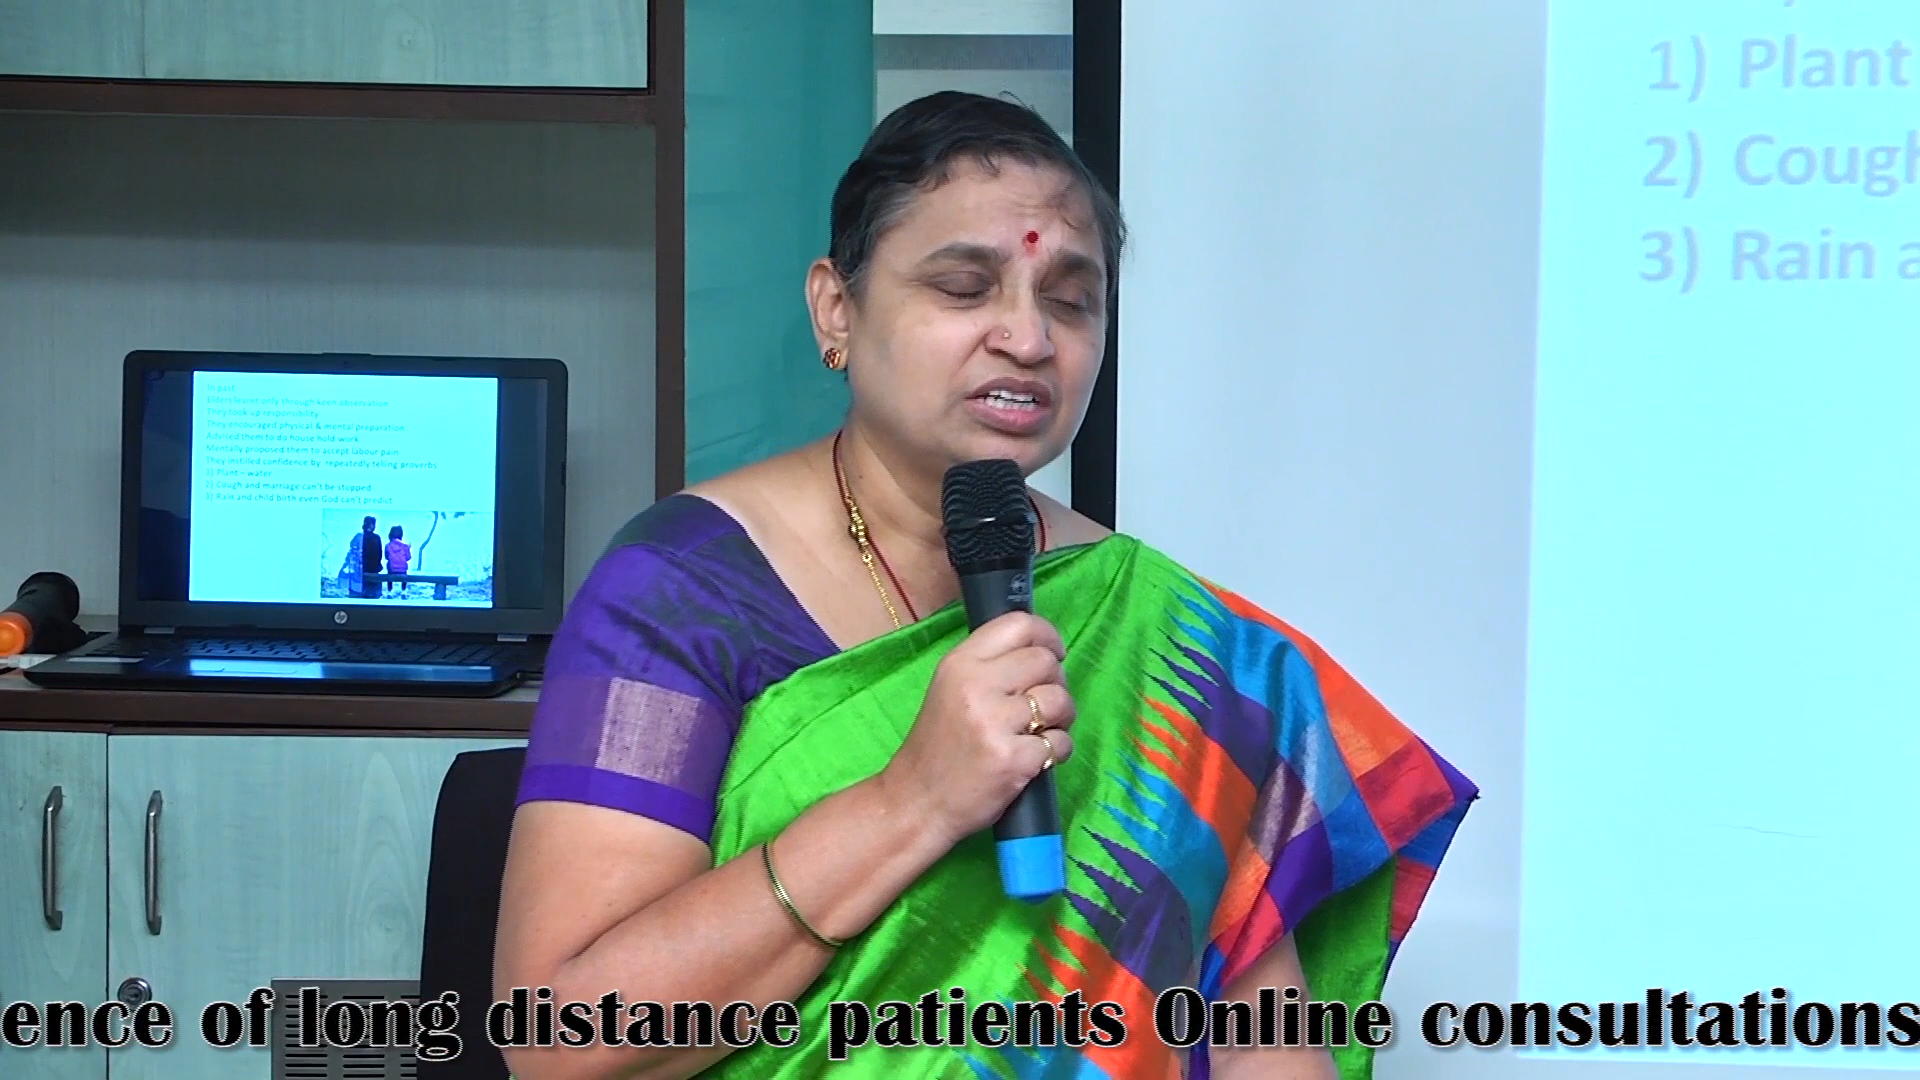 1) Plant
2) Cough
3) Rain a
In past
Elders learnt only through keen observation
They took up responsibility
They encouraged physical & mental preparation
Advised them to do house hold work
Mentally proposed them to accept labour pain
They instilled confidence by repeatedly telling proverbs
1) Plant – water
2) Cough and marriage can't be stopped
3) Rain and child birth even God can't predict
hp
ence of long distance patients Online consultations